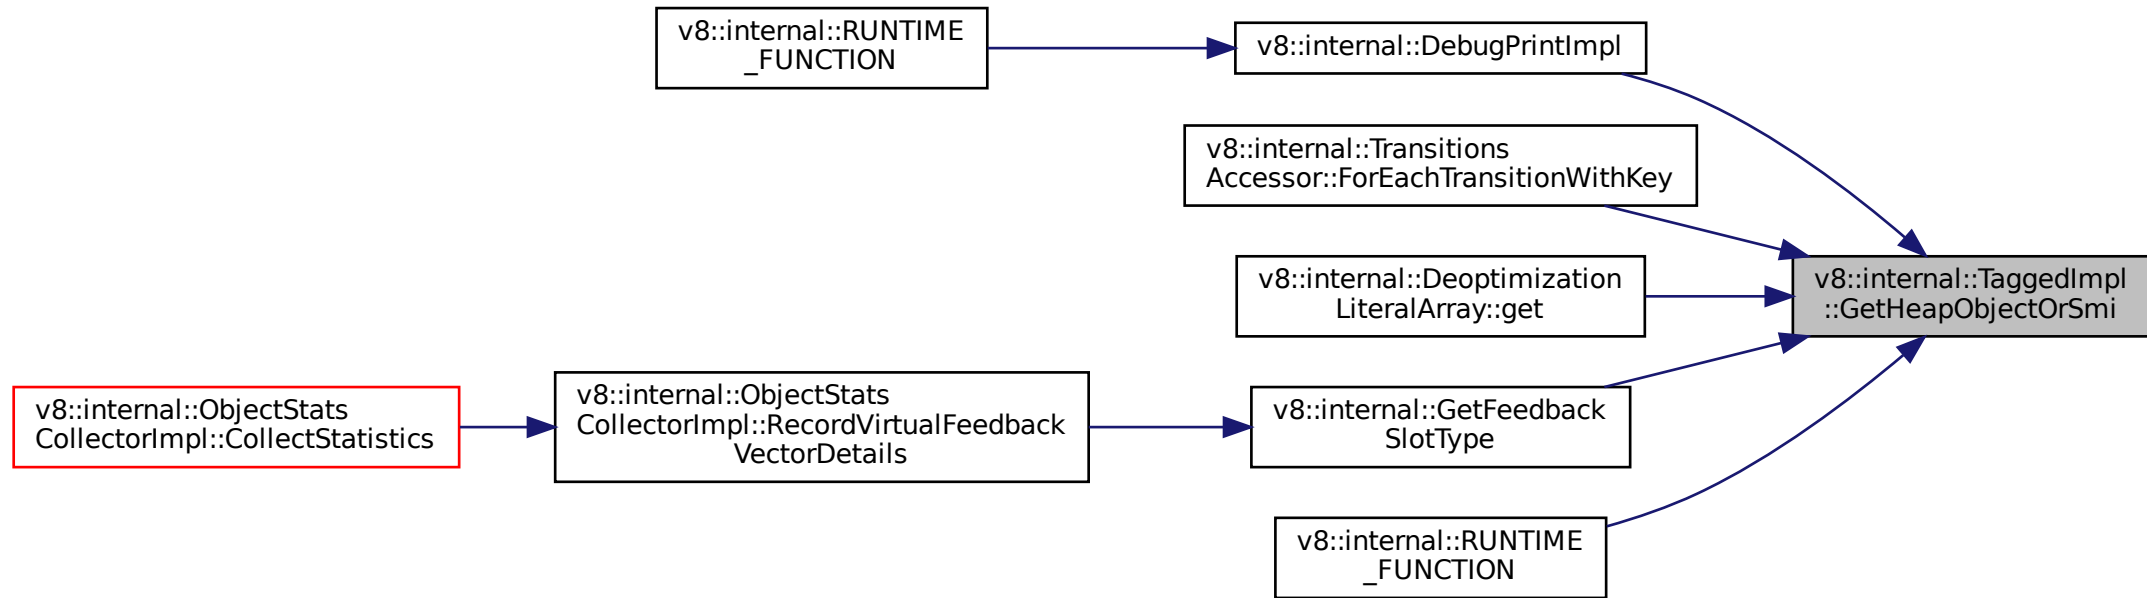 v8::internal::RUNTIME
_FUNCTION
v8::internal::DebugPrintImpl
v8::internal::Transitions
Accessor::ForEachTransitionWithKey
v8::internal::Deoptimization
LiteralArray::get
v8::internal::TaggedImpl
::GetHeapObjectOrSmi
v8::internal::ObjectStats
CollectorImpl::CollectStatistics
v8::internal::ObjectStats
CollectorImpl::RecordVirtualFeedback
VectorDetails
v8::internal::GetFeedback
SlotType
v8::internal::RUNTIME
_FUNCTION